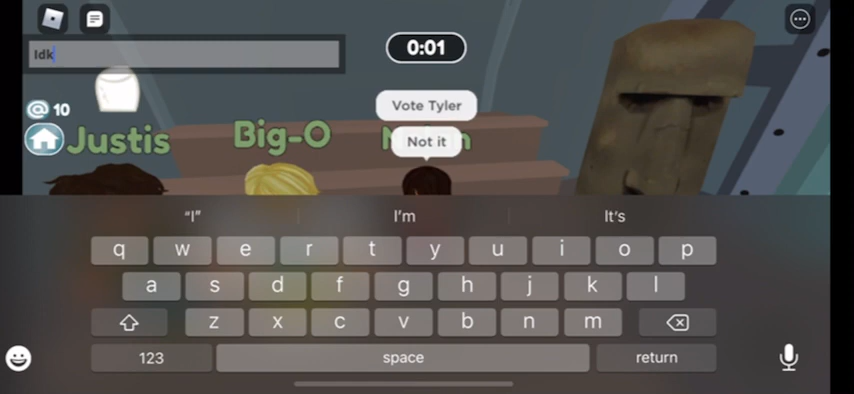 Idk
0:01
@ 10
Vote Tyler
Justis
Big-O
Not it
"I"
I'm
It's
q w e r t y u i o p
a s d f g h j k l
z x c v b n m
123
space
return